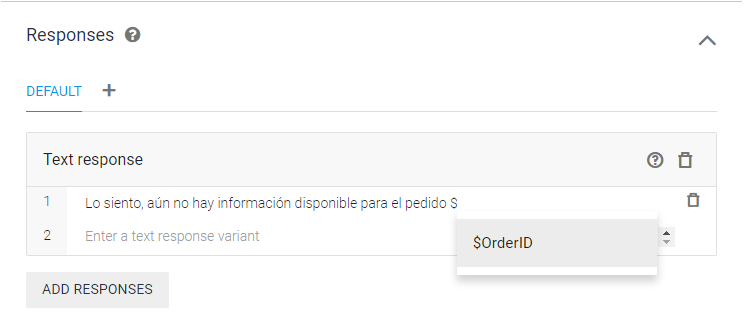 Responses
DEFAULT
Text response
1 Lo siento, aún no hay información disponible para el pedido $
2 Enter a text response variant
$OrderID
ADD RESPONSES